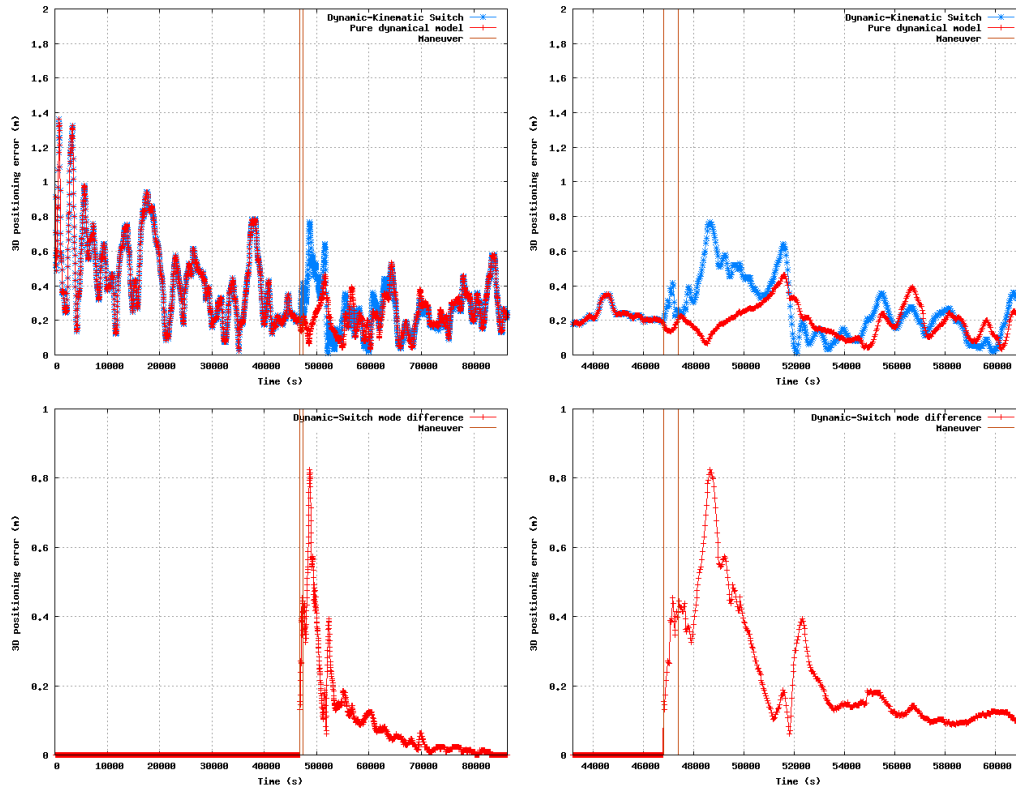 Dynamic-Kinematic Switch
Pure dynamical model
Maneuver
3D positioning error (m)
2
1.8
1.6
1.4
1.2
1
0.8
0.6
0.4
0.2
0
0 10000 20000 30000 40000 50000 60000 70000 80000
Time (s)
Dynamic-Kinematic Switch
Pure dynamical model
Maneuver
3D positioning error (m)
2
1.8
1.6
1.4
1.2
1
0.8
0.6
0.4
0.2
0
44000 46000 48000 50000 52000 54000 56000 58000 60000
Time (s)
Dynamic-Switch mode difference
Maneuver
3D positioning error (m)
1
0.8
0.6
0.4
0.2
0
0 10000 20000 30000 40000 50000 60000 70000 80000
Time (s)
Dynamic-Switch mode difference
Maneuver
3D positioning error (m)
1
0.8
0.6
0.4
0.2
0
44000 46000 48000 50000 52000 54000 56000 58000 60000
Time (s)